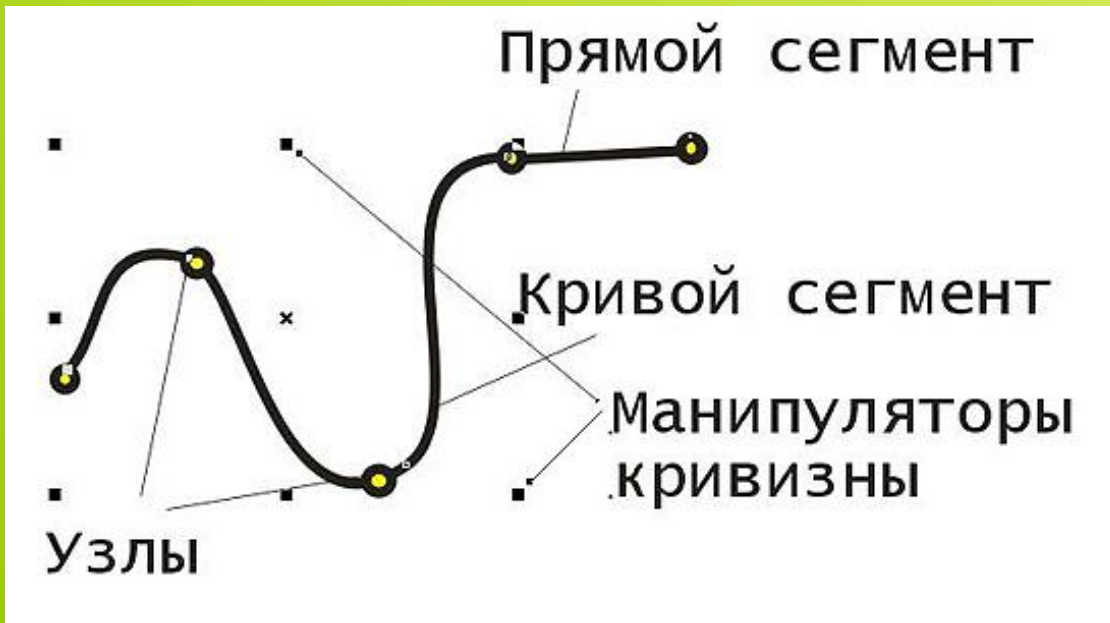 Прямой сегмент
Кривой сегмент
Манипуляторы
кривизны
Узлы